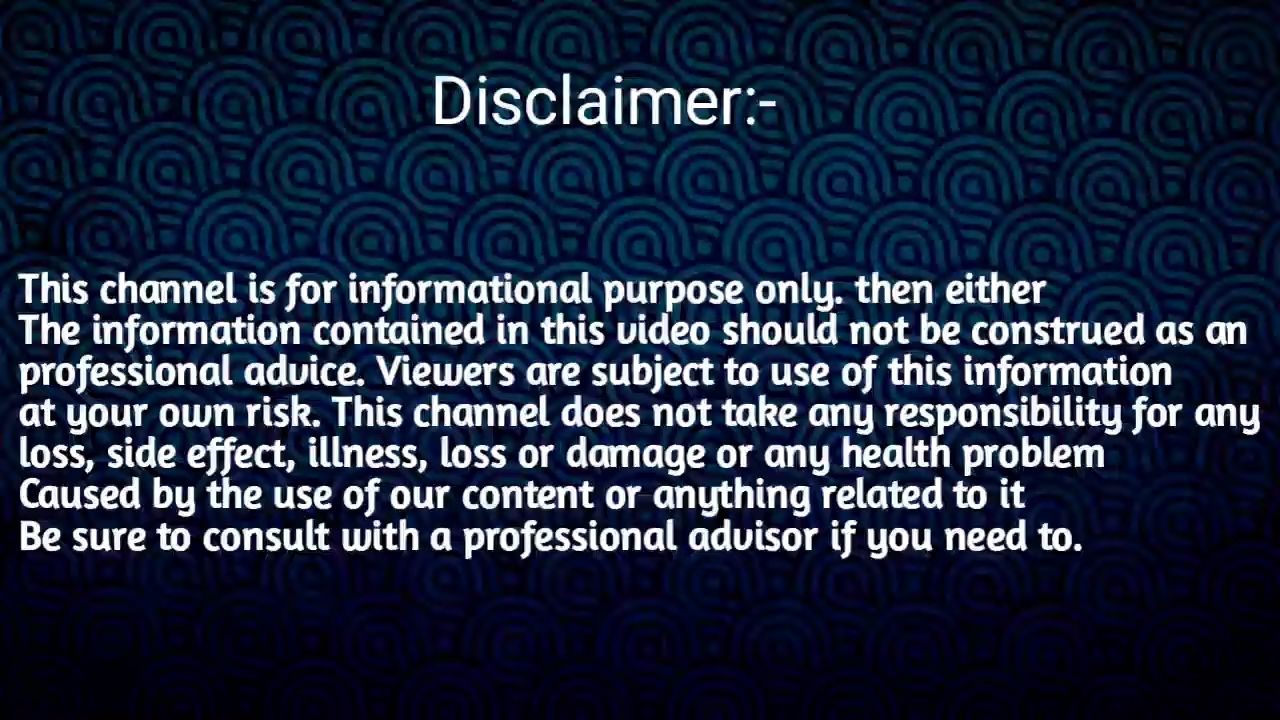 Disclaimer:-
This channel is for informational purpose only. then either
The information contained in this video should not be construed as an
professional advice. Viewers are subject to use of this information
at your own risk. This channel does not take any responsibility for any
loss, side effect, illness, loss or damage or any health problem
Caused by the use of our content or anything related to it
Be sure to consult with a professional advisor if you need to.